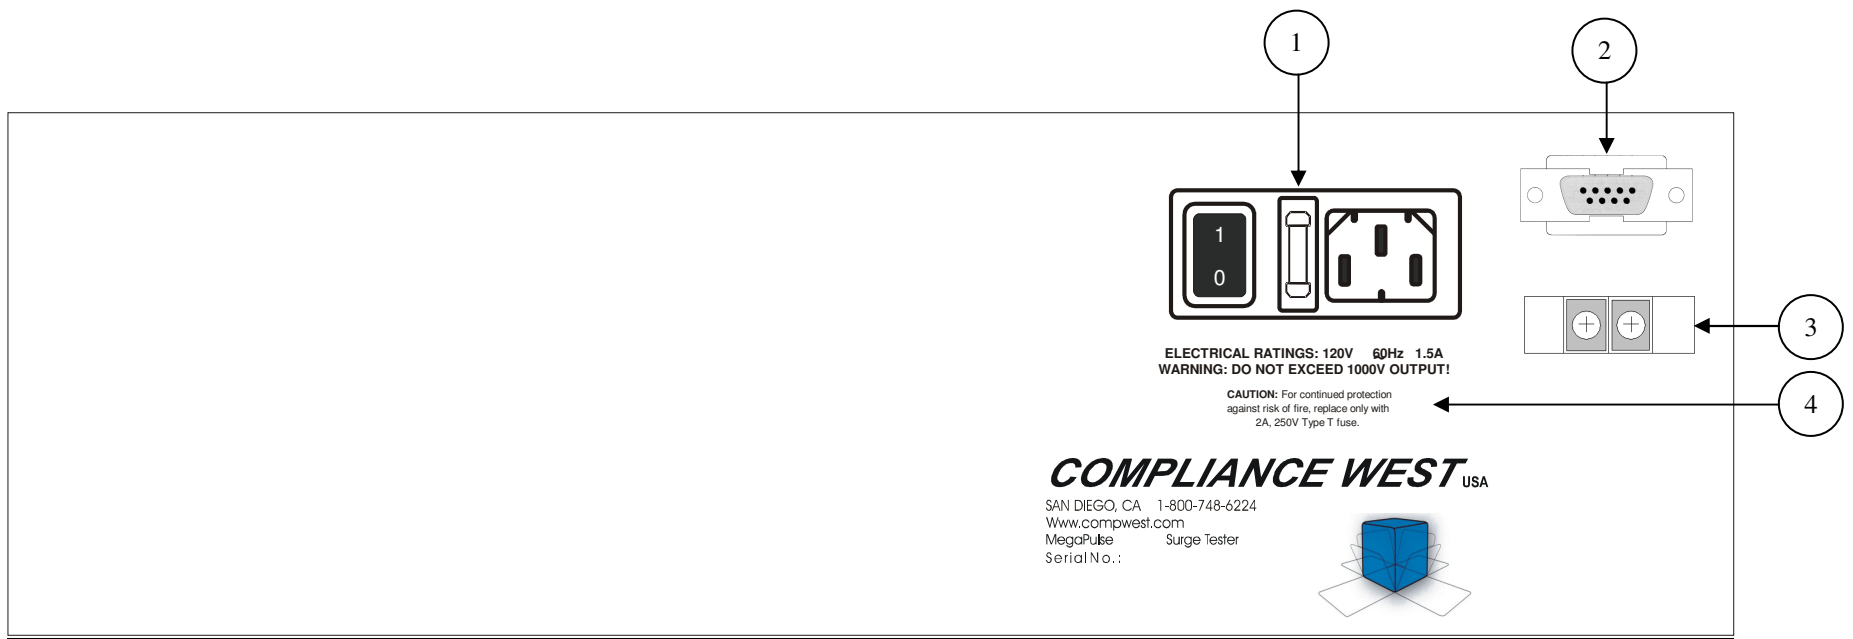 1
2
1
0
3
ELECTRICAL RATINGS: 120V 60Hz 1.5A
WARNING: DO NOT EXCEED 1000V OUTPUT!
CAUTION: For continued protection
against risk of fire, replace only with
2A, 250V Type T fuse.
4
COMPLIANCE WEST USA
SAN DIEGO, CA 1-800-748-6224
Www.compwest.com
MegaPulse Surge Tester
Serial No.: